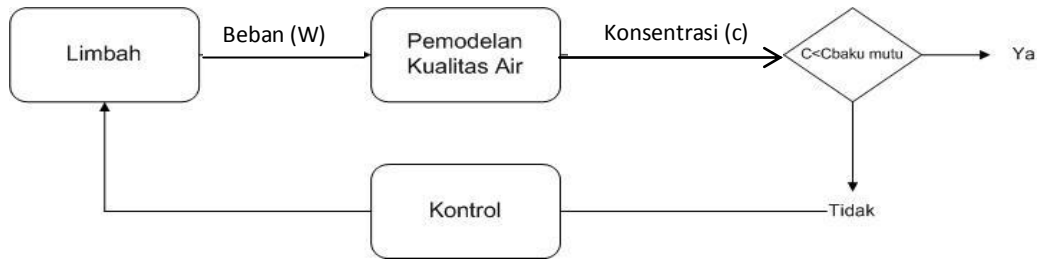 Limbah
Beban (W)
Pemodelan
Kualitas Air
Konsentrasi (c)
C<Cbaku mutu
Ya
Tidak
Kontrol